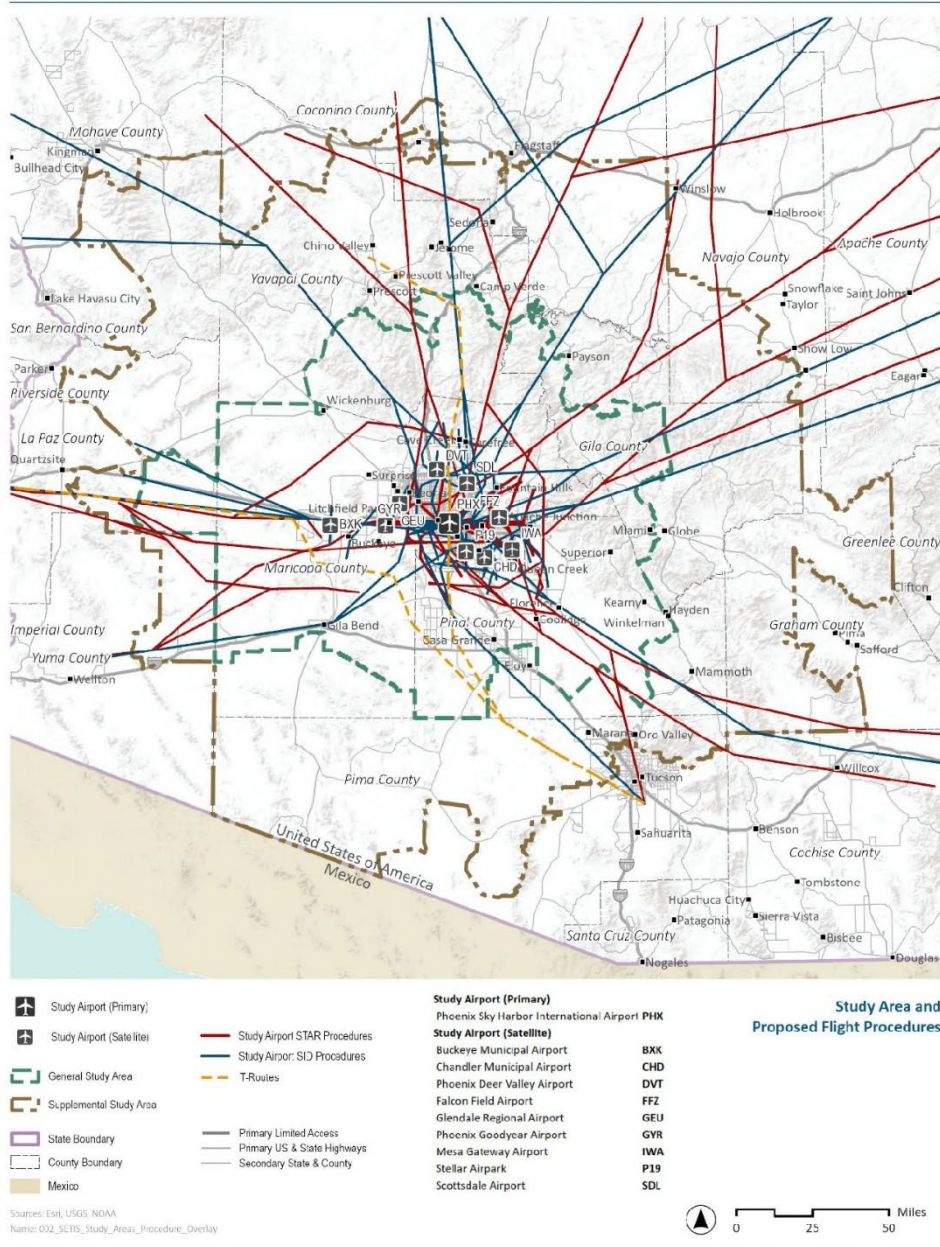 Coconino County
Mohave County
Kingman
Flagstaff
Bullhead City
Winslow
Holbrook
Sedona
Apache County
Chino Valley
Jerome
Navajo County
Yavapai County
Prescott Valley
Camp Verde
Snowflake
Saint Johns
Prescott
Taylor
Lake Havasu City
San Bernardino County
Show Low
Payson
Parker
Eagar
Riverside County
Wickenburg
La Paz County
Gila County
Carefree
DVT
Quartzsite
SDL
Surprise
PHX
FFZ
Litchfield Pa
GYR
GEU
BXK
P19
IWA
Miami
Globe
Buckeye
Superior
Greenlee County
Maricopa County
CHD
Queen Creek
Clifton
Kearny
Hayden
Florence
Imperial County
Winkelman
Graham County
Gila Bend
Pinal County
Coolidge
Pima
Casa Grande
Safford
Yuma County
Eloy
Wellton
Mammoth
Marana
Oro Valley
Willcox
Pima County
Tucson
Sahuarita
Benson
United States of America
Cochise County
Mexico
Tombstone
Huachuca City
Patagonia
Sierra Vista
Santa Cruz County
Bisbee
Nogales
Douglas
Study Airport (Primary)
Study Airport (Satellite)
General Study Area
Supplemental Study Area
State Boundary
County Boundary
Mexico
Study Airport STAR Procedures
Study Airport SID Procedures
T-Routes
Primary Limited Access
Primary US & State Highways
Secondary State & County
Study Airport (Primary)
Phoenix Sky Harbor International Airport PHX
Study Airport (Satellite)
Buckeye Municipal Airport BXK
Chandler Municipal Airport CHD
Phoenix Deer Valley Airport DVT
Falcon Field Airport FFZ
Glendale Regional Airport GEU
Phoenix Goodyear Airport GYR
Mesa Gateway Airport IWA
Stellar Airpark P19
Scottsdale Airport SDL
Study Area and
Proposed Flight Procedures
Sources: Esri, USGS, NOAA
Name: 002_SETIS_Study_Areas_Procedure_Overlay
Miles
0 25 50